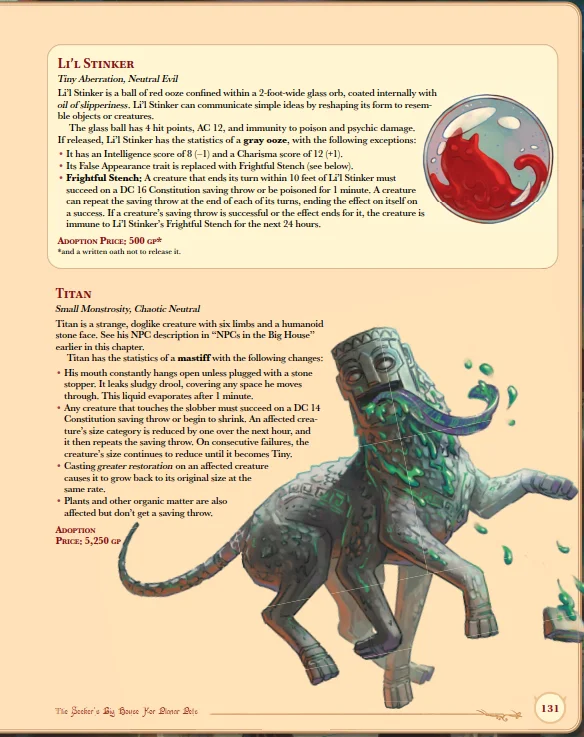 Li'l Stinker
Tiny Aberration, Neutral Evil
Li'l Stinker is a ball of red ooze confined within a 2-foot-wide glass orb, coated internally with
oil of slipperiness. Li'l Stinker can communicate simple ideas by reshaping its form to resem-
ble objects or creatures.
The glass ball has 4 hit points, AC 12, and immunity to poison and psychic damage.
If released, Li'l Stinker has the statistics of a gray ooze, with the following exceptions:
• It has an Intelligence score of 8 (–1) and a Charisma score of 12 (+1).
• Its False Appearance trait is replaced with Frightful Stench (see below).
• Frightful Stench: A creature that ends its turn within 10 feet of Li'l Stinker must
succeed on a DC 16 Constitution saving throw or be poisoned for 1 minute. A creature
can repeat the saving throw at the end of each of its turns, ending the effect on itself on
a success. If a creature's saving throw is successful or the effect ends for it, the creature is
immune to Li'l Stinker's Frightful Stench for the next 24 hours.
Adoption Price: 500 gp*
*and a written oath not to release it.
Titan
Small Monstrosity, Chaotic Neutral
Titan is a strange, doglike creature with six limbs and a humanoid
stone face. See his NPC description in “NPCs in the Big House”
earlier in this chapter.
Titan has the statistics of a mastiff with the following changes:
• His mouth constantly hangs open unless plugged with a stone
stopper. It leaks sludgy drool, covering any space he moves
through. This liquid evaporates after 1 minute.
• Any creature that touches the slobber must succeed on a DC 14
Constitution saving throw or begin to shrink. An affected crea-
ture's size category is reduced by one over the next hour, and
it then repeats the saving throw. On consecutive failures, the
creature's size continues to reduce until it becomes Tiny.
• Casting greater restoration on an affected creature
causes it to grow back to its original size at the
same rate.
• Plants and other organic matter are also
affected but don't get a saving throw.
Adoption
Price: 5,250 gp
The Seeker's Big House For Planar Pets
131